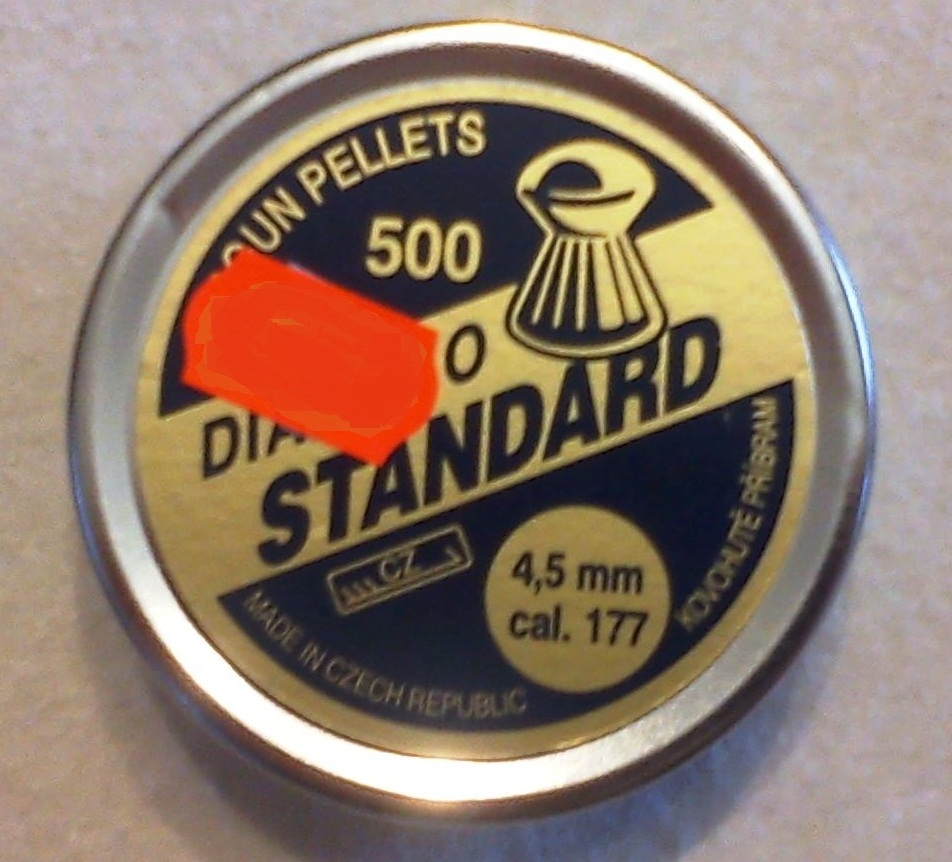 UN PELLETS
500
DIA O
STANDARD
CZ
4,5 mm
cal. 177
KOVOHUTĚ PŘÍBRAM
MADE IN CZECH REPUBLIC